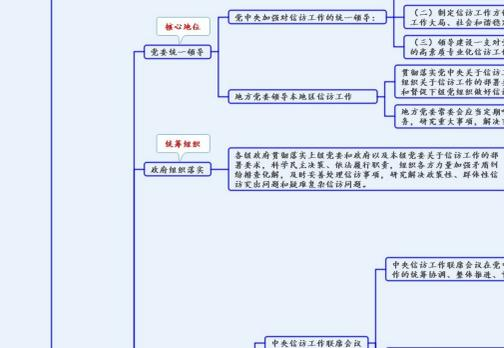 核心地位
党委统一领导
党中央加强对信访工作的统一领导：
（二）制定信访工作方
工作大局、社会和谐稳
（三）领导建设一支对
的高素质专业化信访工
地方党委领导本地区信访工作
贯彻落实党中央关于信访工
组织关于信访工作的部署
和督促下级党组织做好信
地方党委常委会应当定期
务，研究重大事项，解决
统筹组织
政府组织落实
各级政府贯彻落实上级党委和政府以及本级党委关于信访工作的部
署要求，科学民主决策、依法履行职责，组织各方力量加强矛盾纠
纷排查化解，及时妥善处理信访事项，研究解决政策性、群体性信
访突出问题和疑难复杂信访问题。
中央信访工作联席会议在党
作的统筹协调、整体推进、
中央信访工作联席会议